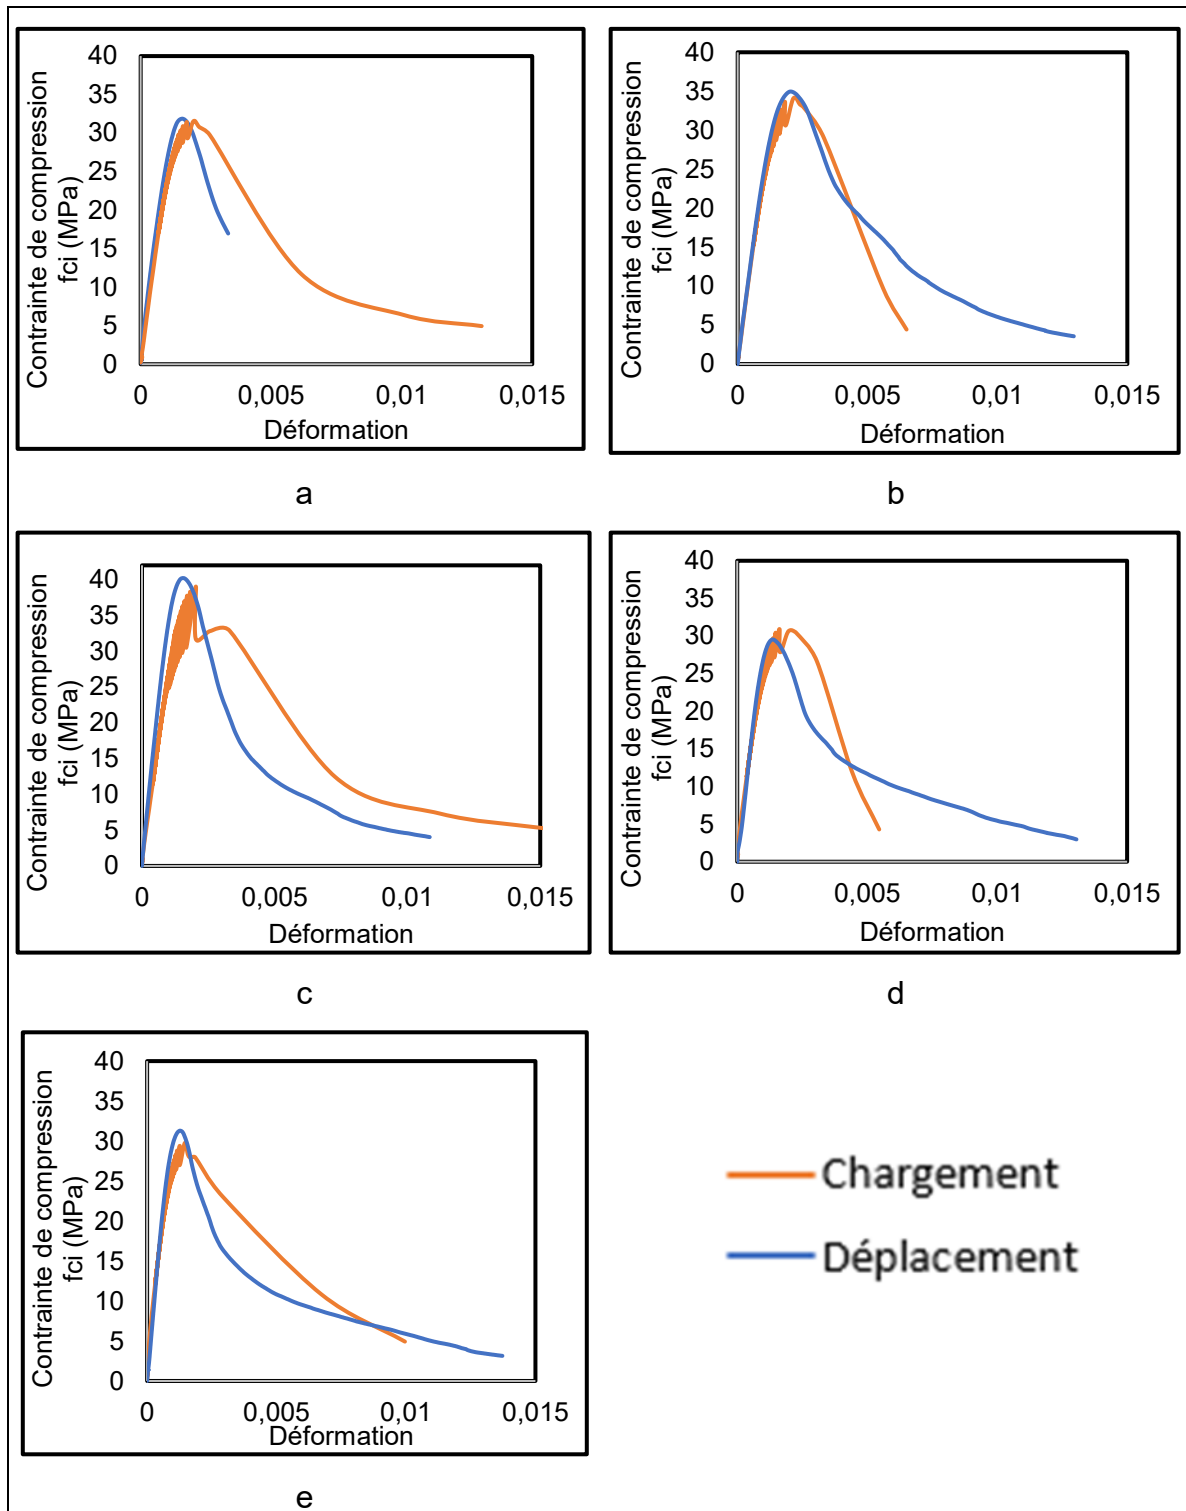 Contrainte de compression
fci (MPa)
40
35
30
25
20
15
10
5
0
0 0,005 0,01 0,015
Déformation
a
Contrainte de compression
fci (MPa)
40
35
30
25
20
15
10
5
0
0 0,005 0,01 0,015
Déformation
b
Contrainte de compression
fci (MPa)
40
35
30
25
20
15
10
5
0
0 0,005 0,01 0,015
Déformation
c
Contrainte de compression
fci (MPa)
40
35
30
25
20
15
10
5
0
0 0,005 0,01 0,015
Déformation
d
Contrainte de compression
fci (MPa)
40
35
30
25
20
15
10
5
0
0 0,005 0,01 0,015
Déformation
e
Chargement
Déplacement